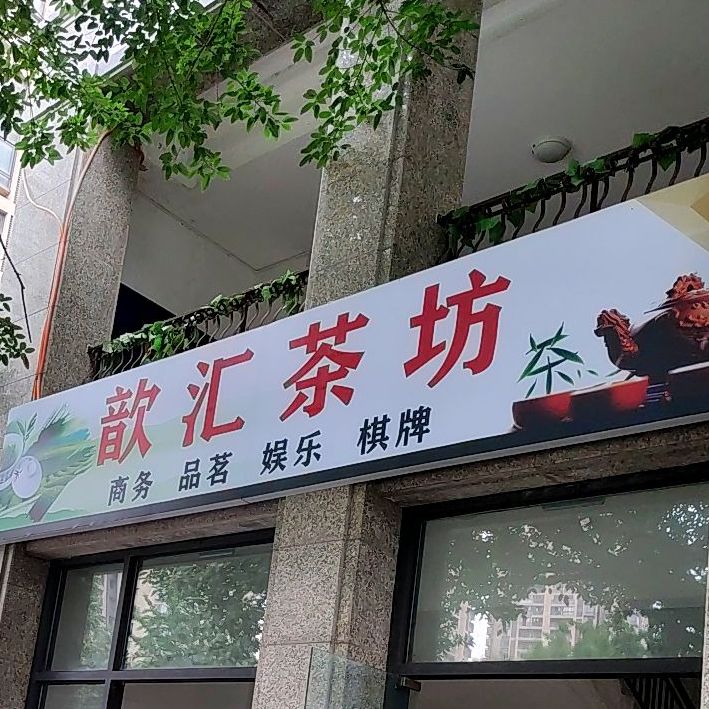 歆汇茶坊
商务 品茗 娱乐 棋牌
茶